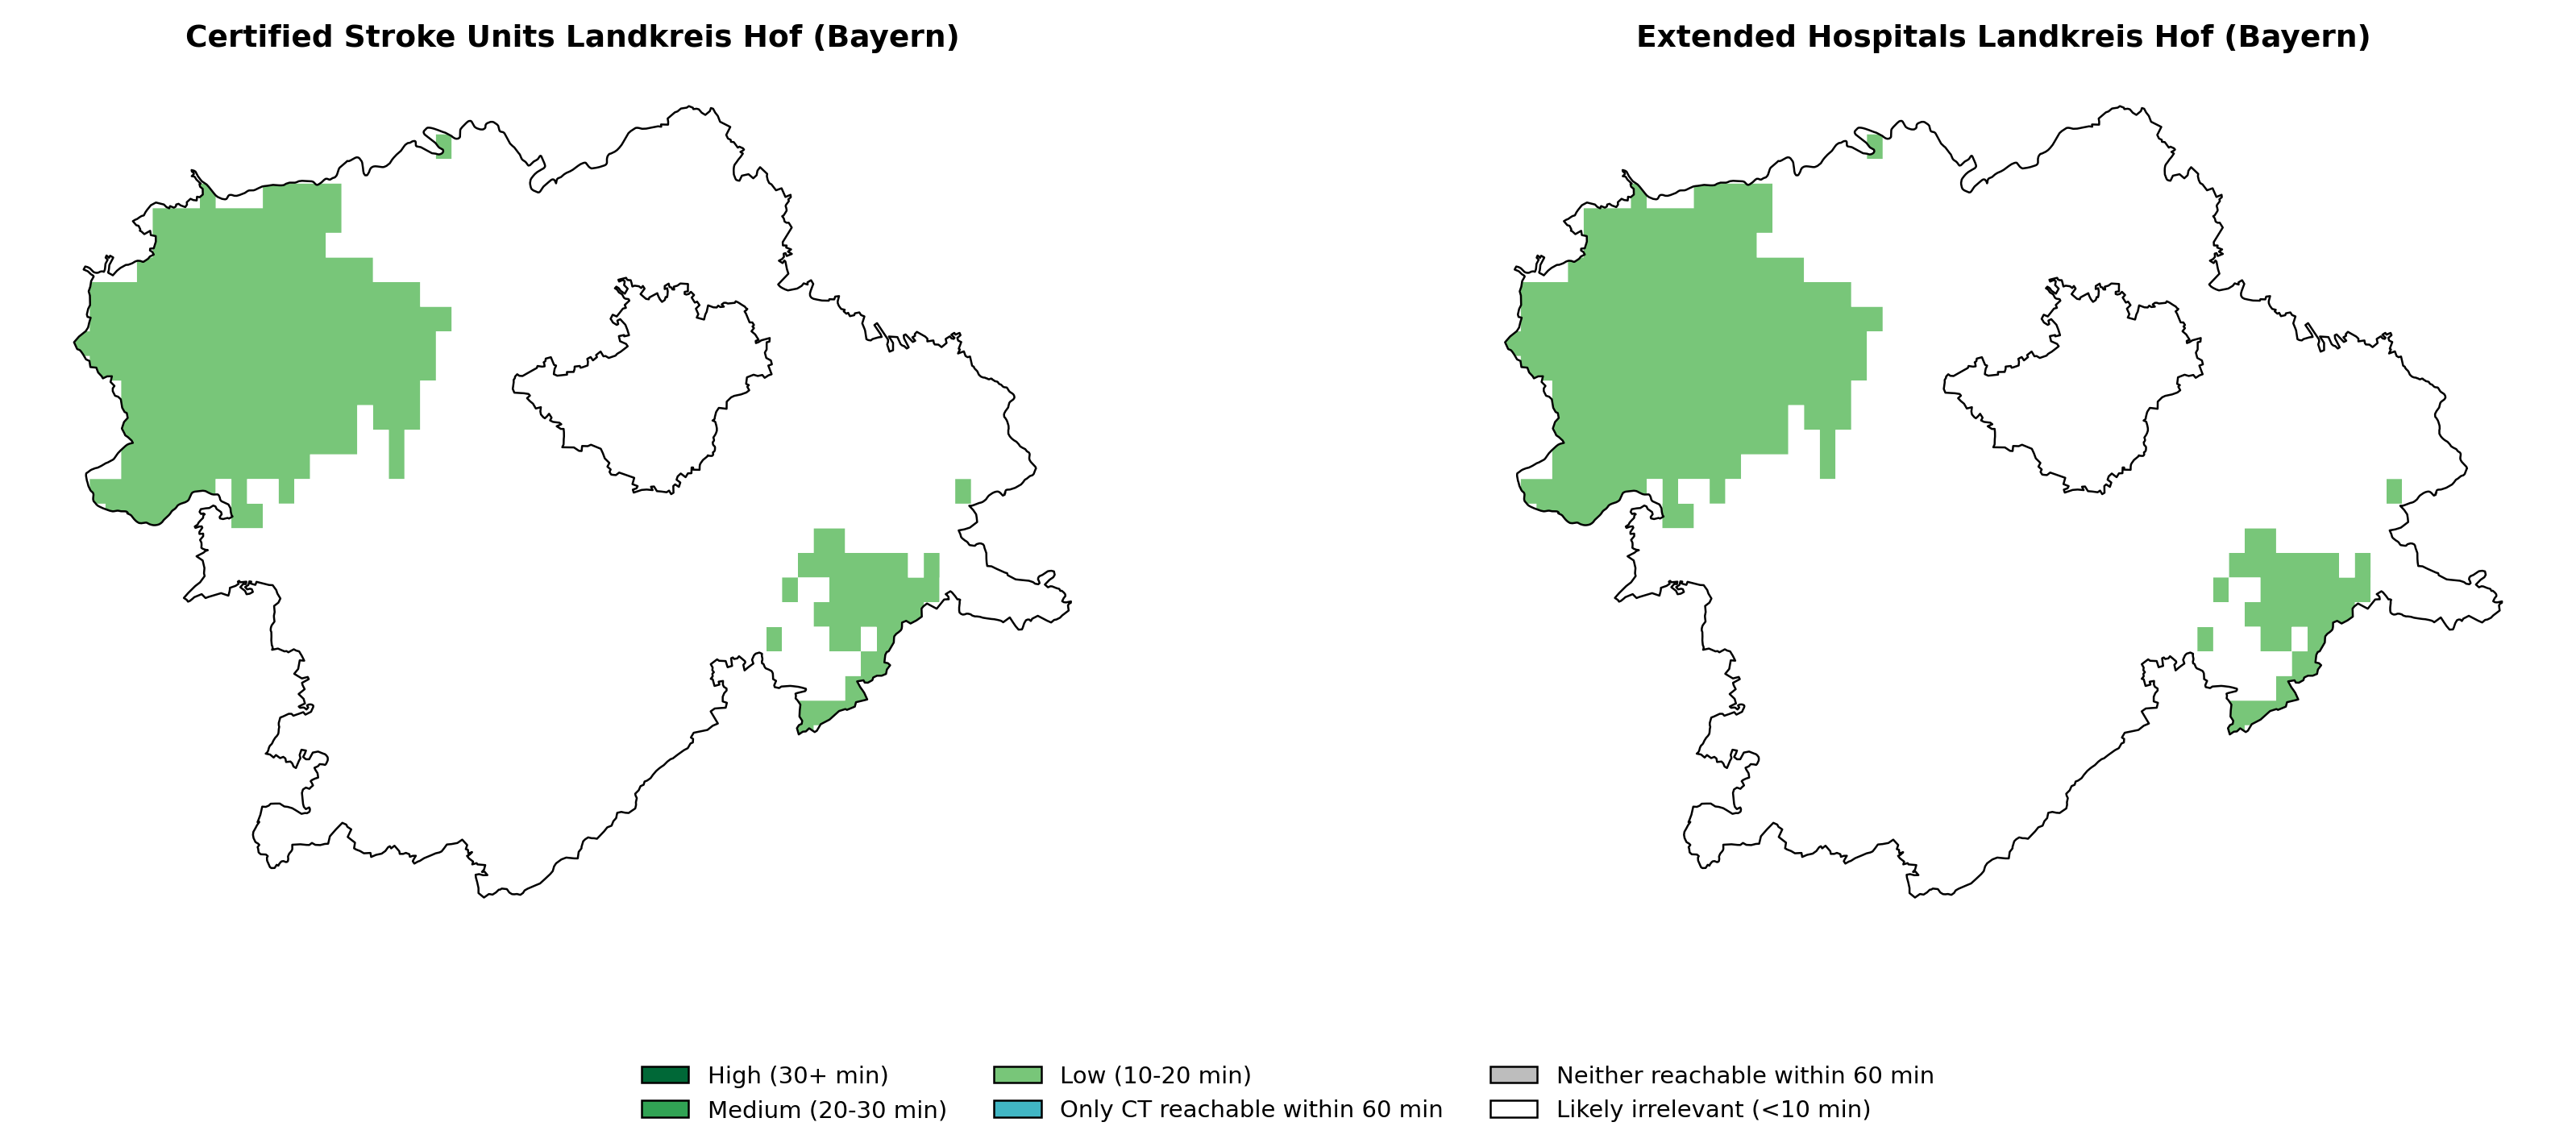 Certified Stroke Units Landkreis Hof (Bayern)
Extended Hospitals Landkreis Hof (Bayern)
High (30+ min)
Medium (20-30 min)
Low (10-20 min)
Only CT reachable within 60 min
Neither reachable within 60 min
Likely irrelevant (<10 min)